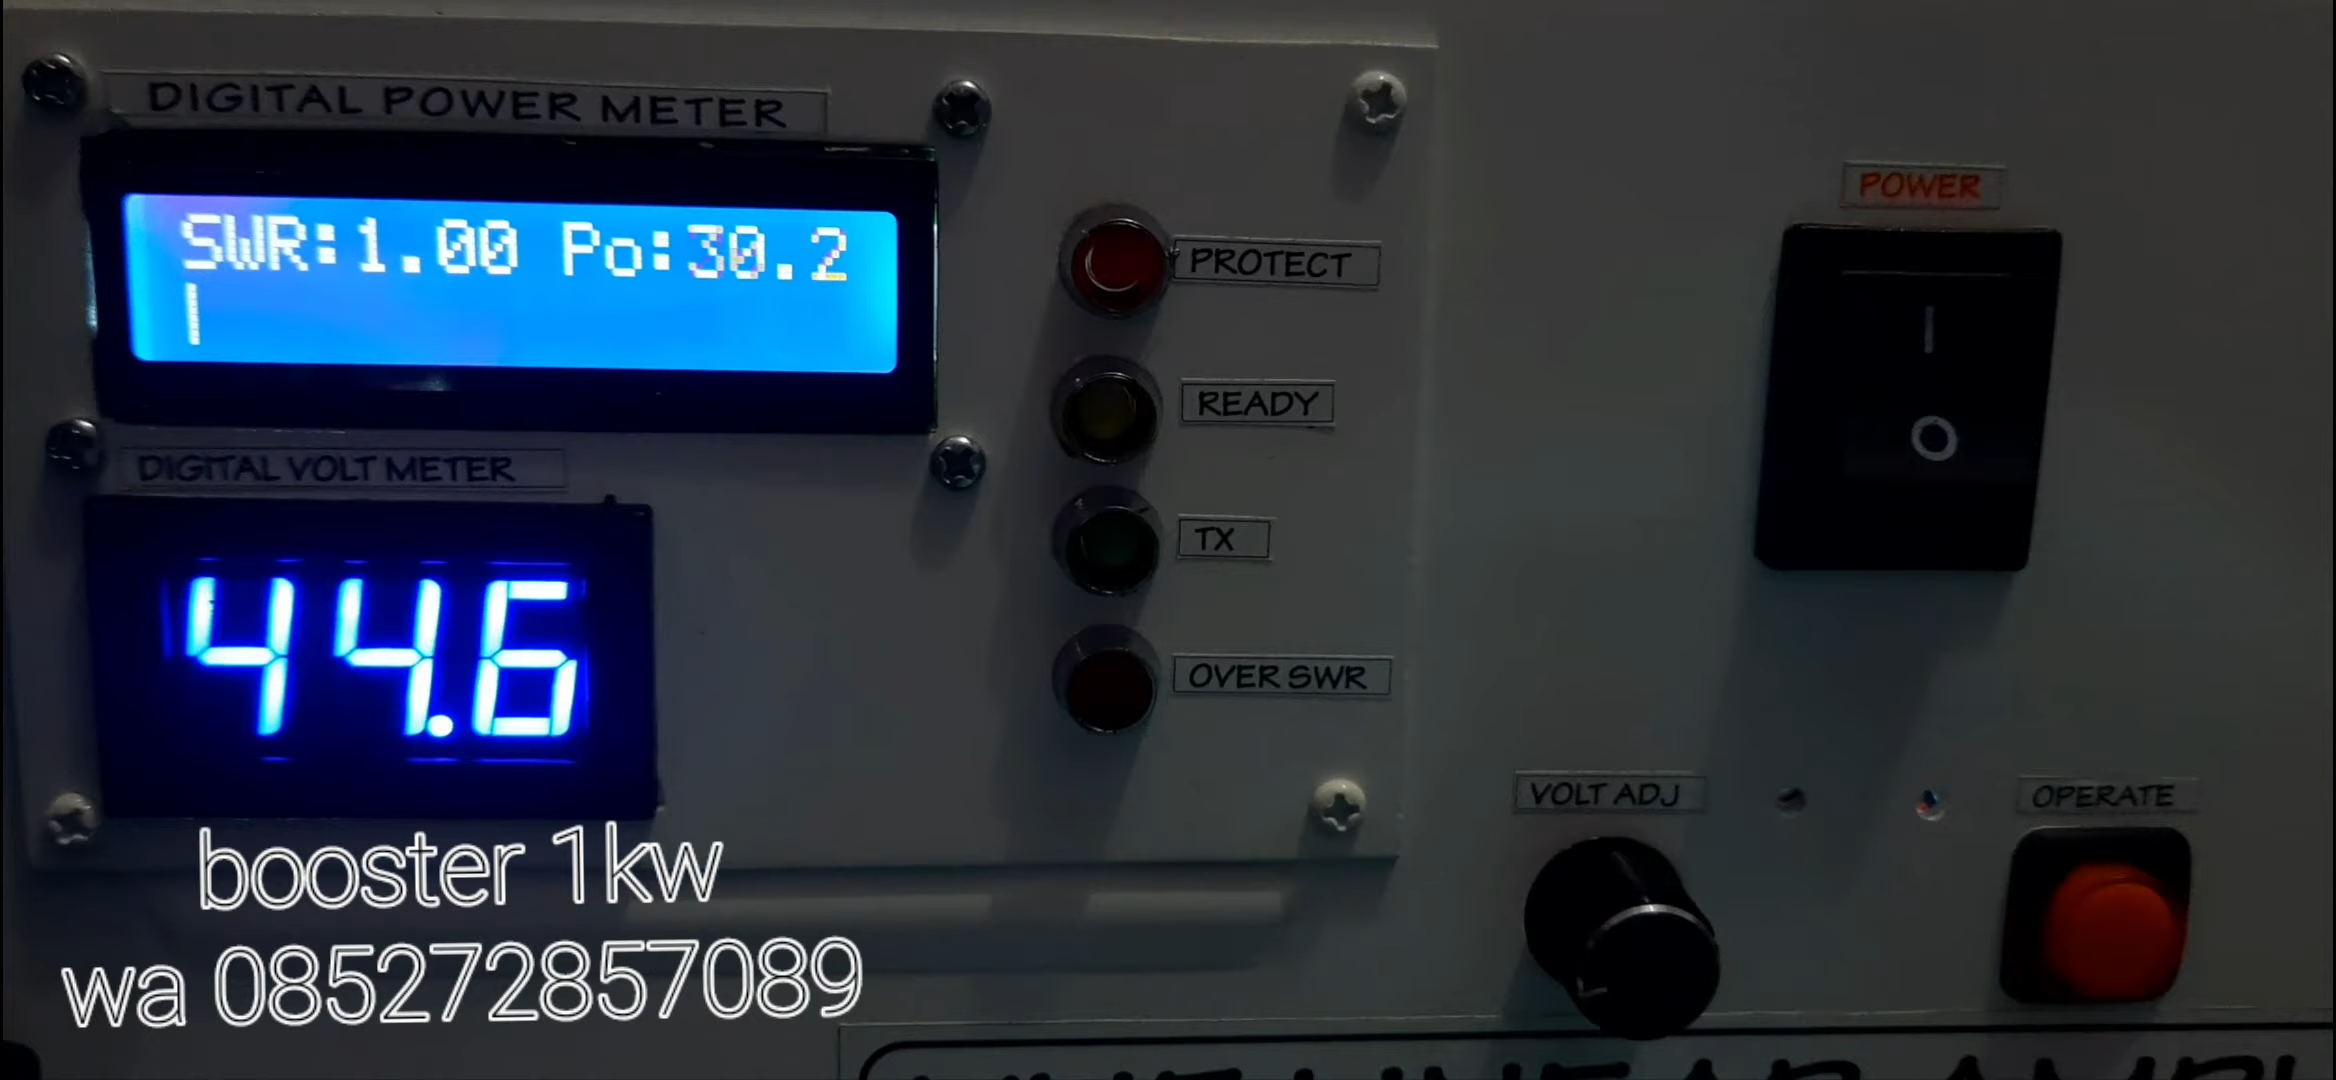 DIGITAL POWER METER
SWR:1.00 Po:30.2
DIGITAL VOLT METER
44.6
PROTECT
READY
TX
OVER SWR
POWER
VOLT ADJ
OPERATE
booster 1kw
wa 085272857089
LINEAR